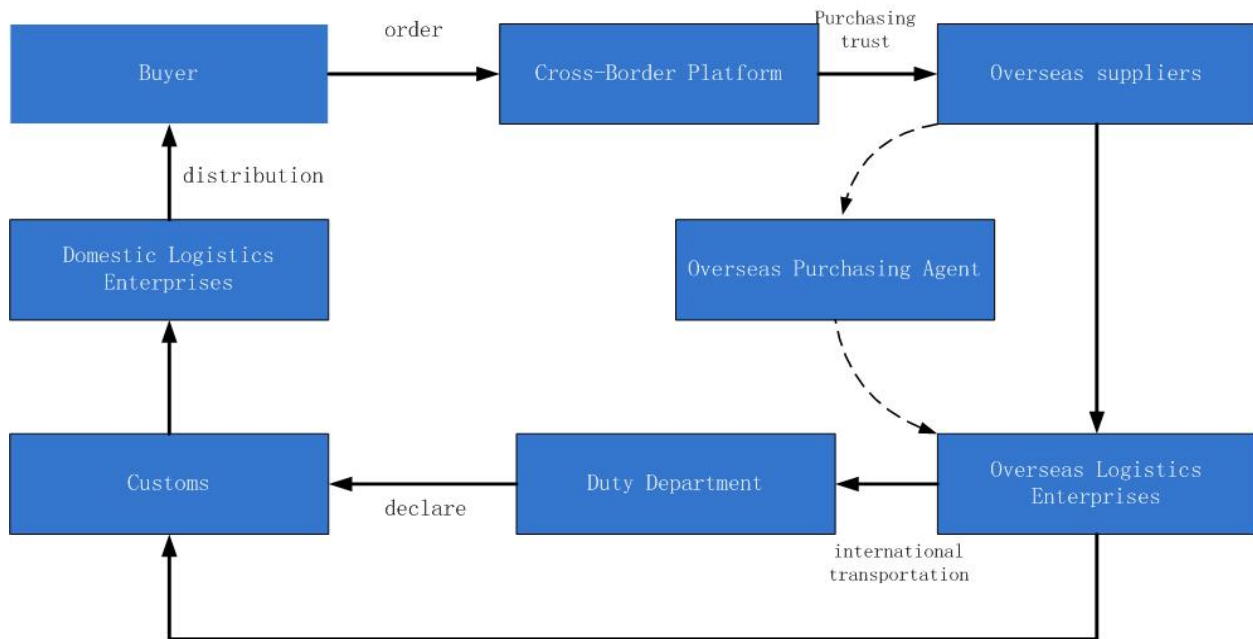 order
Purchasing
trust
Buyer
Cross-Border Platform
Overseas suppliers
distribution
Domestic Logistics
Enterprises
Overseas Purchasing Agent
Customs
declare
Duty Department
Overseas Logistics
Enterprises
international
transportation